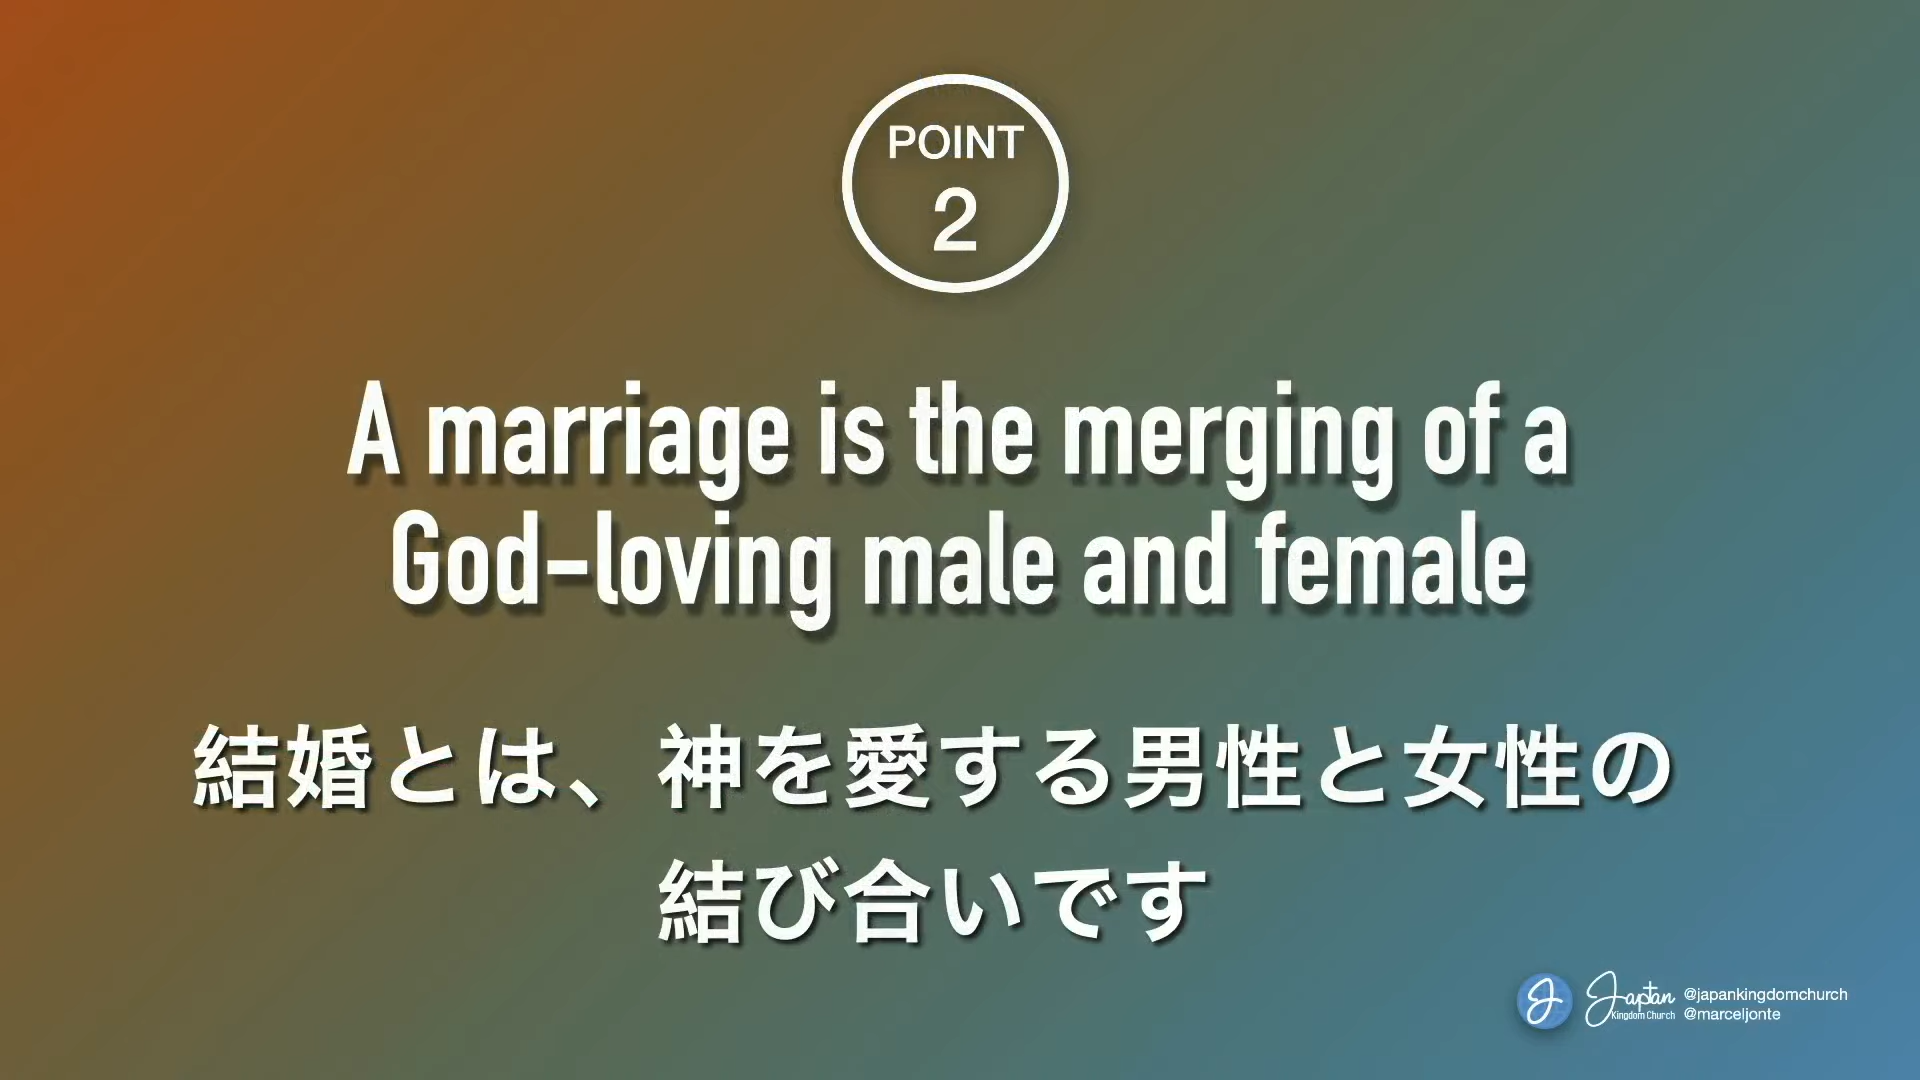 POINT
2
A marriage is the merging of a
God-loving male and female
結婚とは、神を愛する男性と女性の
結び合いです
J
Japan
Kingdom Church
@japankingdomchurch
@marceljonte